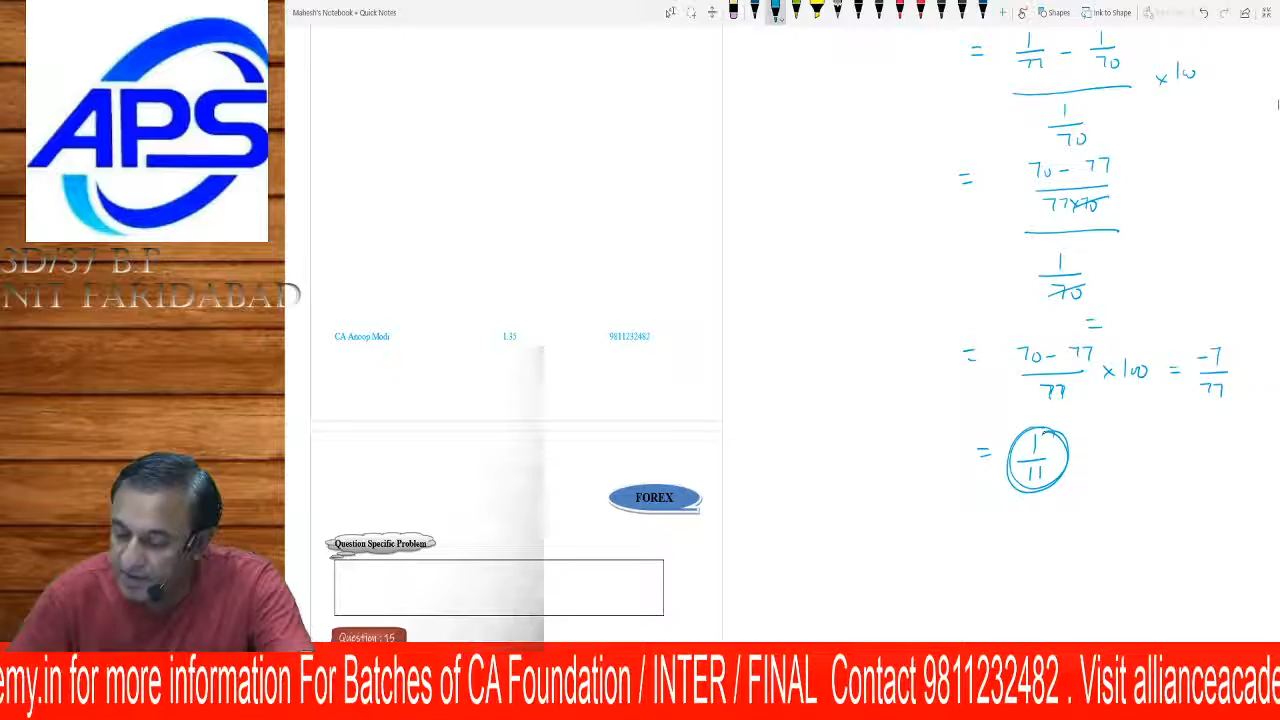 Mahesh's Notebook + Quick Notes
Shapes
Ink to Shape
APS
3D/37 B.P.
NIT FARIDABAD
CA Anoop Modi 1.35 9811232482
FOREX
Question Specific Problem
Question : 15
= 1/77 - 1/70
x 100
1/70
= 70 - 77
77x70
1/70
=
= 70 - 77 / 77 x 100 = -7/77
= 1/11
emy.in for more information For Batches of CA Foundation / INTER / FINAL Contact 9811232482 . Visit allianceacade